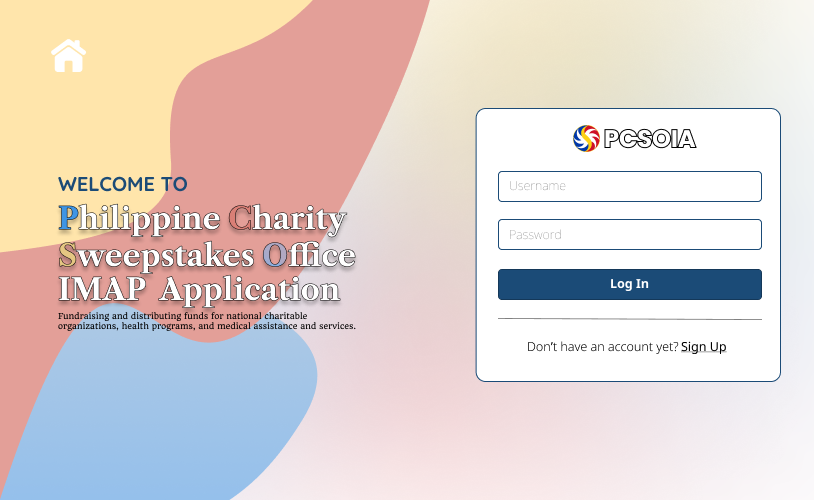 WELCOME TO
Philippine Charity
Sweepstakes Office
IMAP Application
Fundraising and distributing funds for national charitable
organizations, health programs, and medical assistance and services.
PCSOIA
Username
Password
Log In
Don't have an account yet? Sign Up